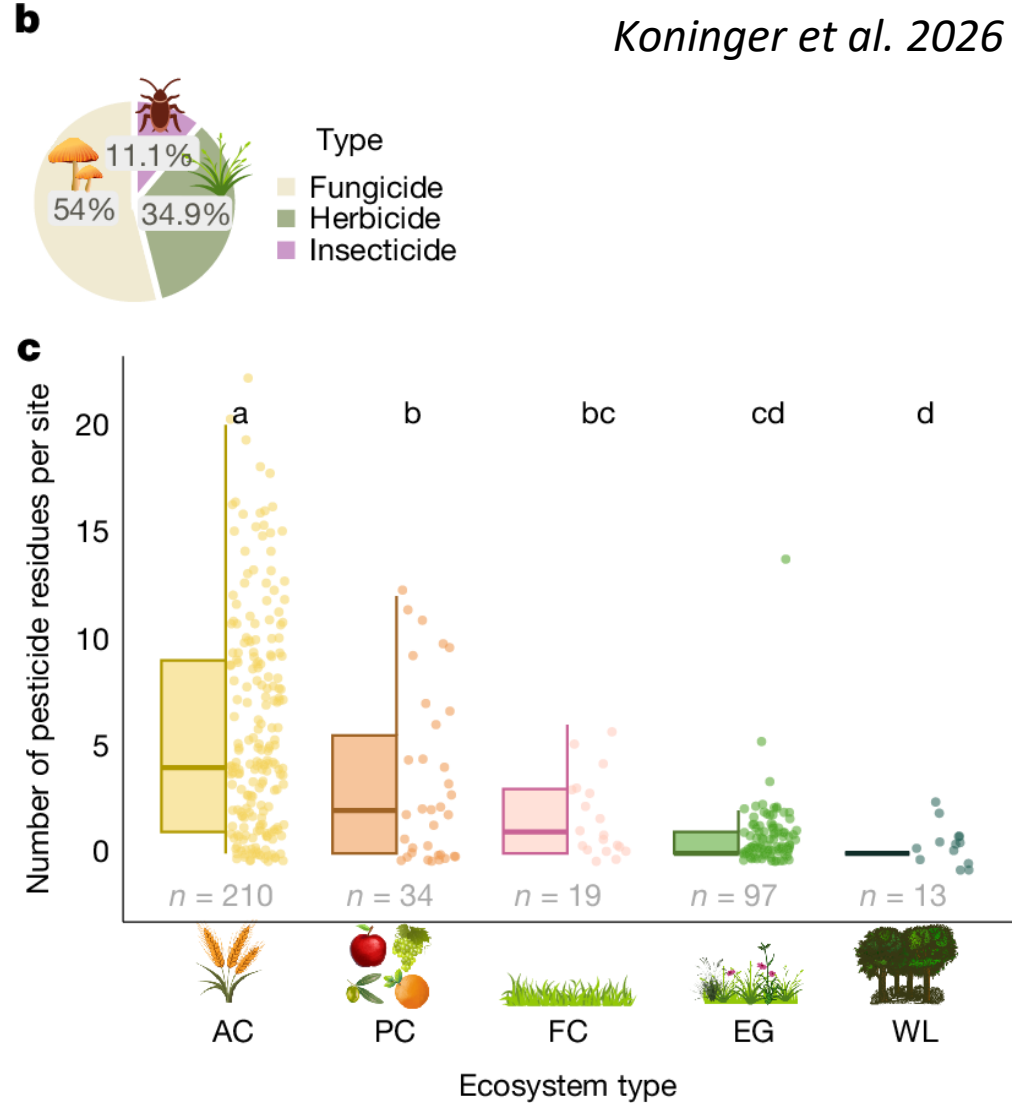 b
Koninger et al. 2026
11.1%
54%
34.9%
Type
Fungicide
Herbicide
Insecticide
c
Number of pesticide residues per site
20
15
10
5
0
a b bc cd d
n = 210 n = 34 n = 19 n = 97 n = 13
AC PC FC EG WL
Ecosystem type